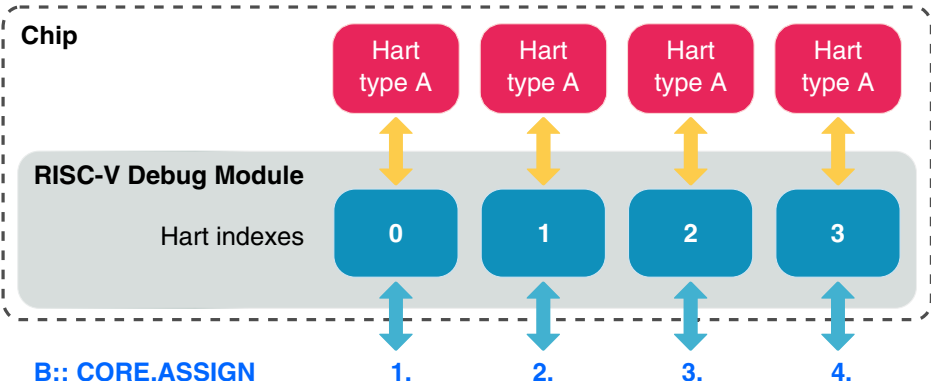 Chip
Hart type A Hart type A Hart type A Hart type A
RISC-V Debug Module
Hart indexes 0 1 2 3
B:: CORE.ASSIGN 1. 2. 3. 4.